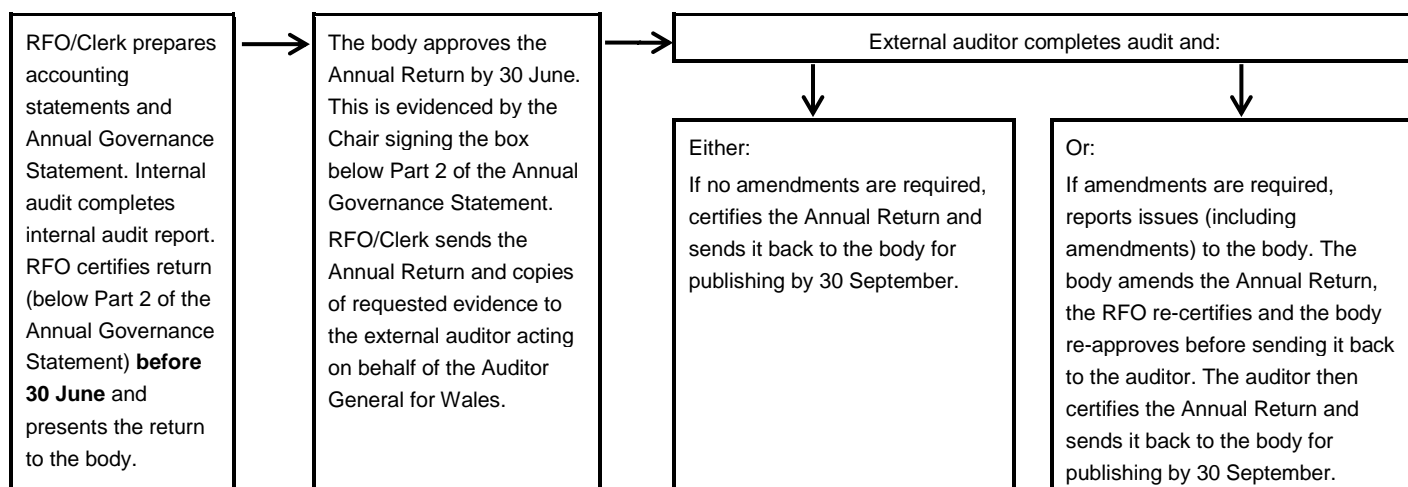 RFO/Clerk prepares
accounting
statements and
Annual Governance
Statement. Internal
audit completes
internal audit report.
RFO certifies return
(below Part 2 of the
Annual Governance
Statement) before
30 June and
presents the return
to the body.
The body approves the
Annual Return by 30 June.
This is evidenced by the
Chair signing the box
below Part 2 of the Annual
Governance Statement.
RFO/Clerk sends the
Annual Return and copies
of requested evidence to
the external auditor acting
on behalf of the Auditor
General for Wales.
External auditor completes audit and:
Either:
If no amendments are required,
certifies the Annual Return and
sends it back to the body for
publishing by 30 September.
Or:
If amendments are required,
reports issues (including
amendments) to the body. The
body amends the Annual Return,
the RFO re-certifies and the body
re-approves before sending it back
to the auditor. The auditor then
certifies the Annual Return and
sends it back to the body for
publishing by 30 September.